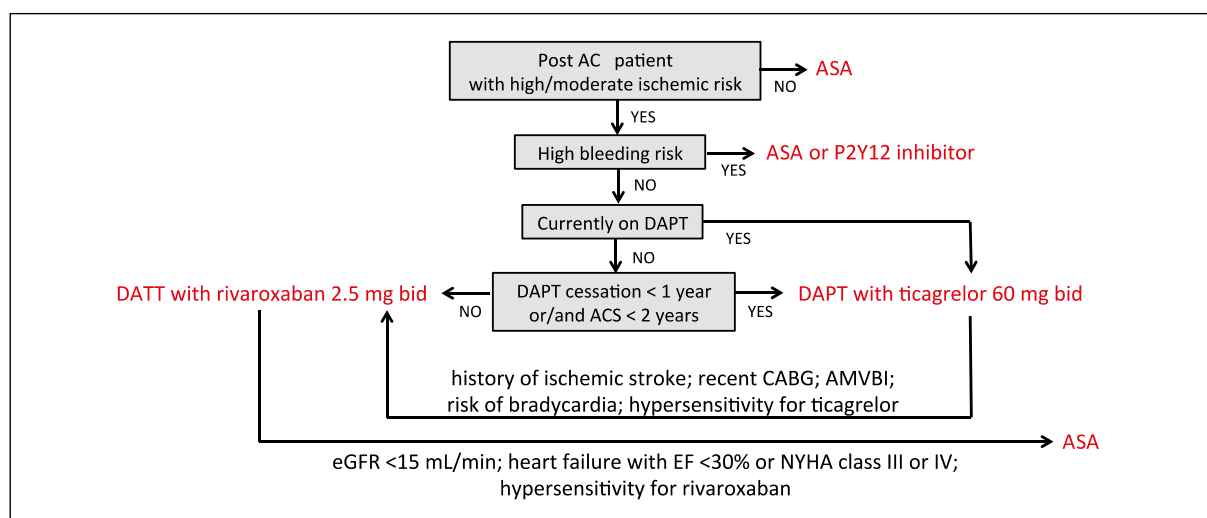 Post AC patient
with high/moderate ischemic risk
NO
ASA
YES
High bleeding risk
YES
ASA or P2Y12 inhibitor
NO
Currently on DAPT
YES
NO
DATT with rivaroxaban 2.5 mg bid
NO
DAPT cessation < 1 year
or/and ACS < 2 years
YES
DAPT with ticagrelor 60 mg bid
history of ischemic stroke; recent CABG; AMVBI;
risk of bradycardia; hypersensitivity for ticagrelor
ASA
eGFR <15 mL/min; heart failure with EF <30% or NYHA class III or IV;
hypersensitivity for rivaroxaban